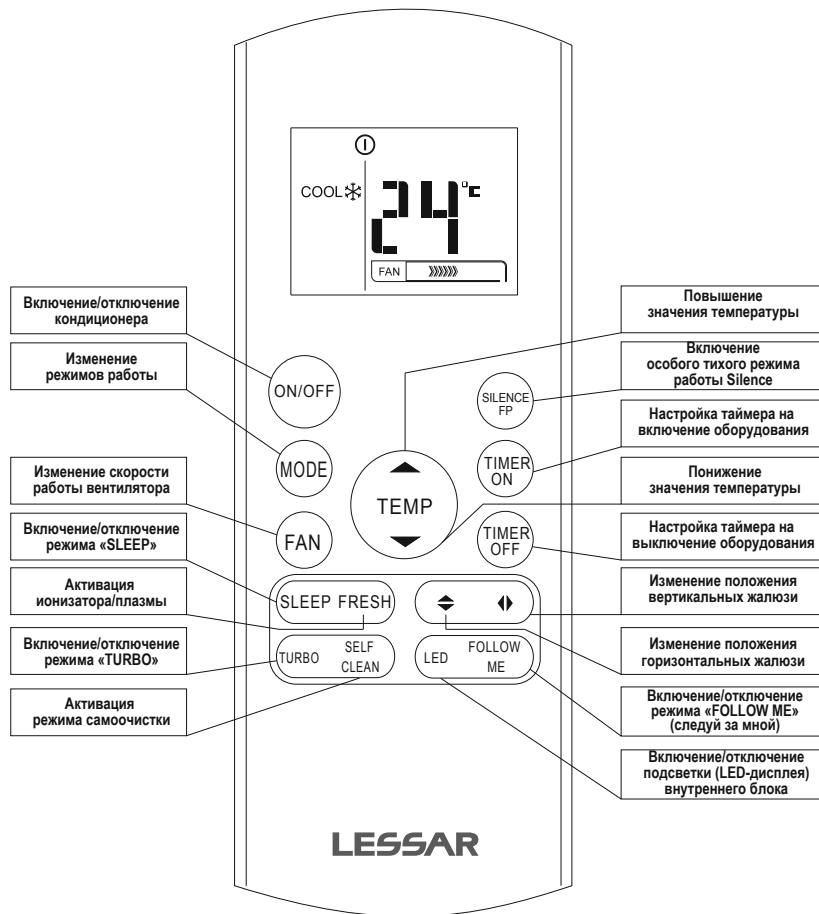 COOL
24°C
FAN
Включение/отключение
кондиционера
Изменение
режимов работы
Изменение скорости
работы вентилятора
Включение/отключение
режима «SLEEP»
Активация
ионизатора/плазмы
Включение/отключение
режима «TURBO»
Активация
режима самоочистки
ON/OFF
MODE
FAN
TEMP
SILENCE
FP
TIMER
ON
TIMER
OFF
SLEEP FRESH
TURBO
SELF
CLEAN
LED
FOLLOW
ME
Повышение
значения температуры
Включение
особого тихого режима
работы Silence
Настройка таймера на
включение оборудования
Понижение
значения температуры
Настройка таймера на
выключение оборудования
Изменение положения
вертикальных жалюзи
Изменение положения
горизонтальных жалюзи
Включение/отключение
режима «FOLLOW ME»
(следуй за мной)
Включение/отключение
подсветки (LED-дисплея)
внутреннего блока
LESSAR